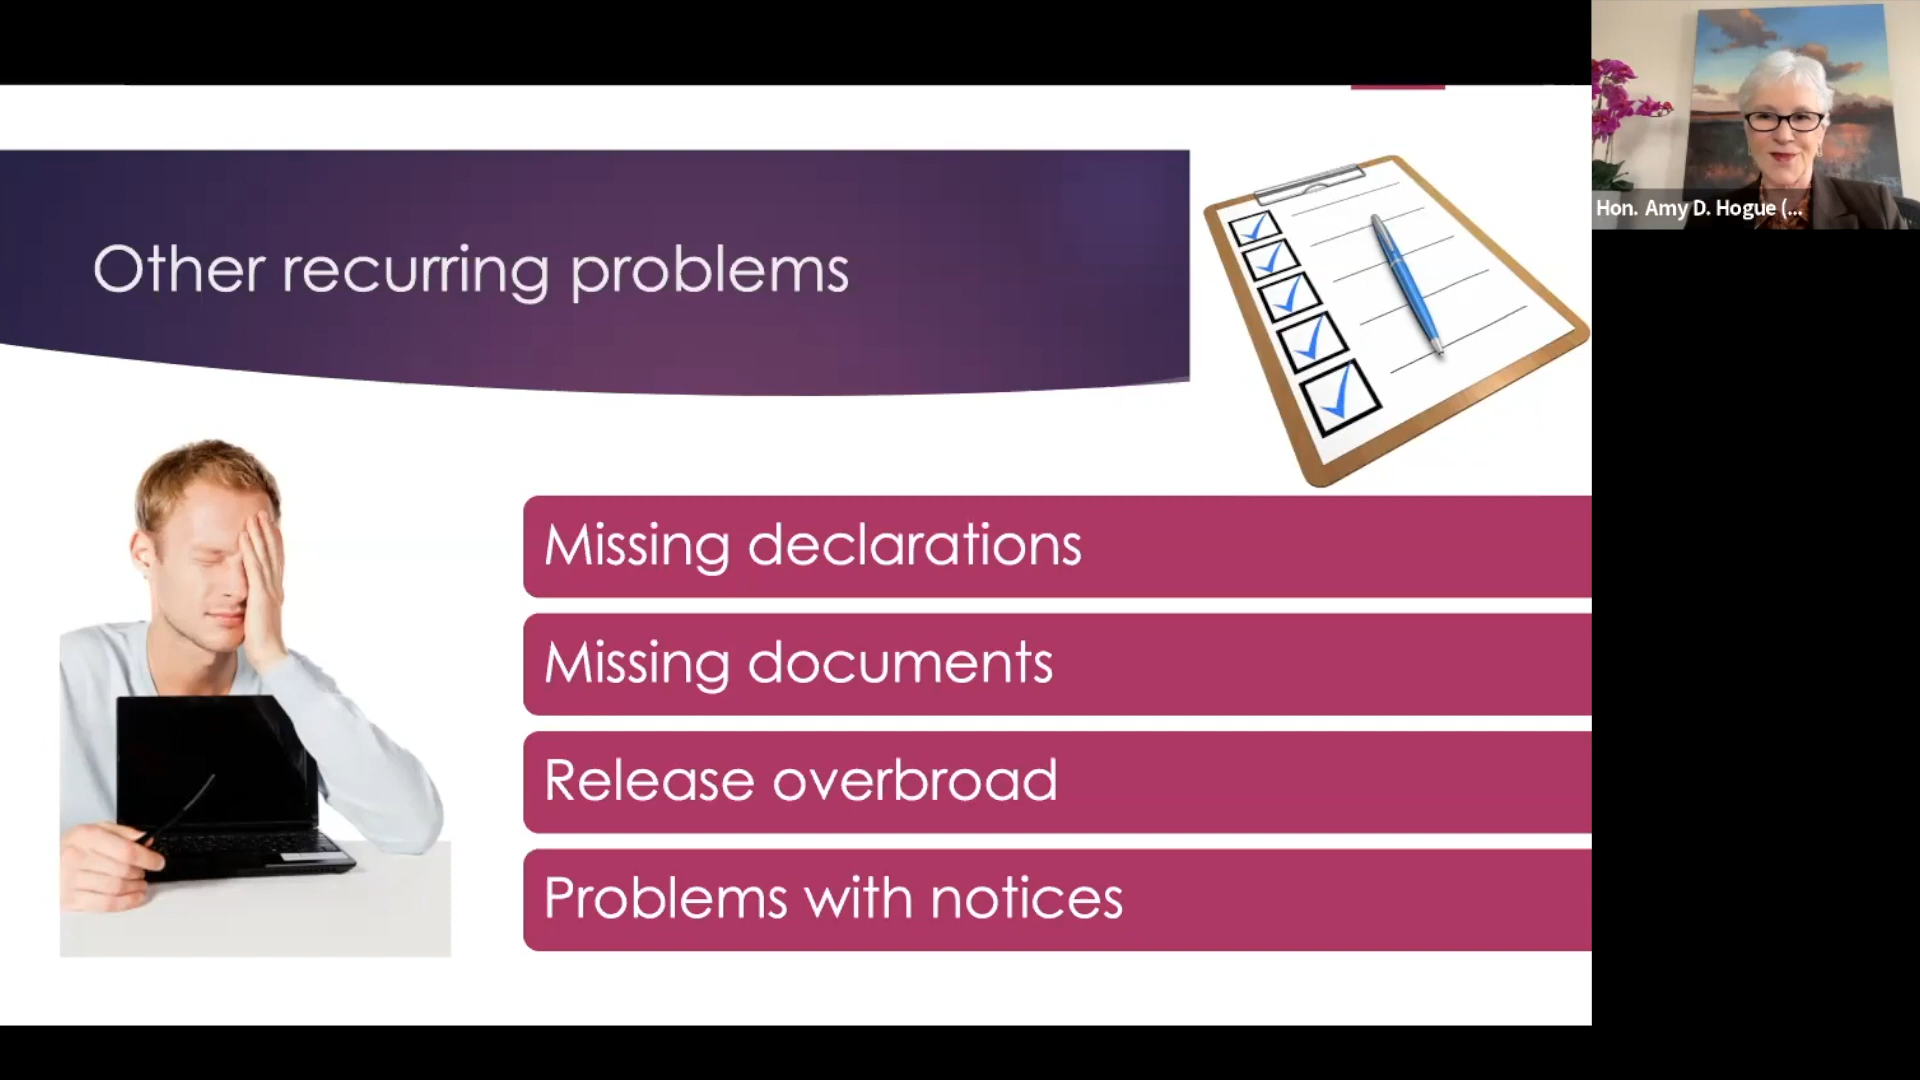 Other recurring problems
Hon. Amy D. Hogue (...
Missing declarations
Missing documents
Release overbroad
Problems with notices